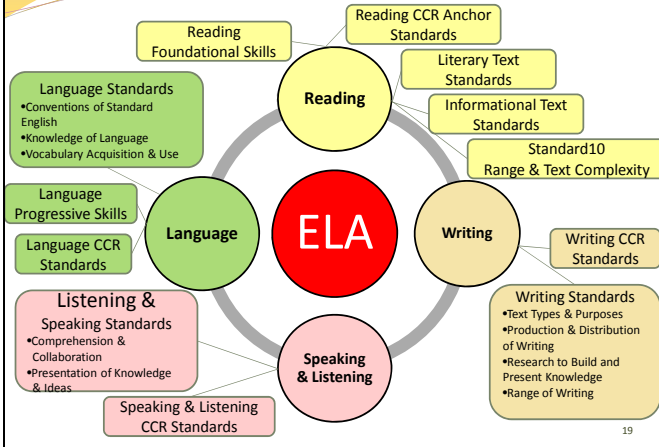 Reading CCR Anchor
Standards
Reading
Foundational Skills
Literary Text
Standards
Informational Text
Standards
Standard10
Range & Text Complexity
Reading
Language Standards
•Conventions of Standard
English
•Knowledge of Language
•Vocabulary Acquisition & Use
Language
Progressive Skills
Language CCR
Standards
Language
ELA
Writing
Writing CCR
Standards
Writing Standards
•Text Types & Purposes
•Production & Distribution
of Writing
•Research to Build and
Present Knowledge
•Range of Writing
Listening &
Speaking Standards
•Comprehension &
Collaboration
•Presentation of Knowledge
& Ideas
Speaking & Listening
CCR Standards
Speaking
& Listening
19